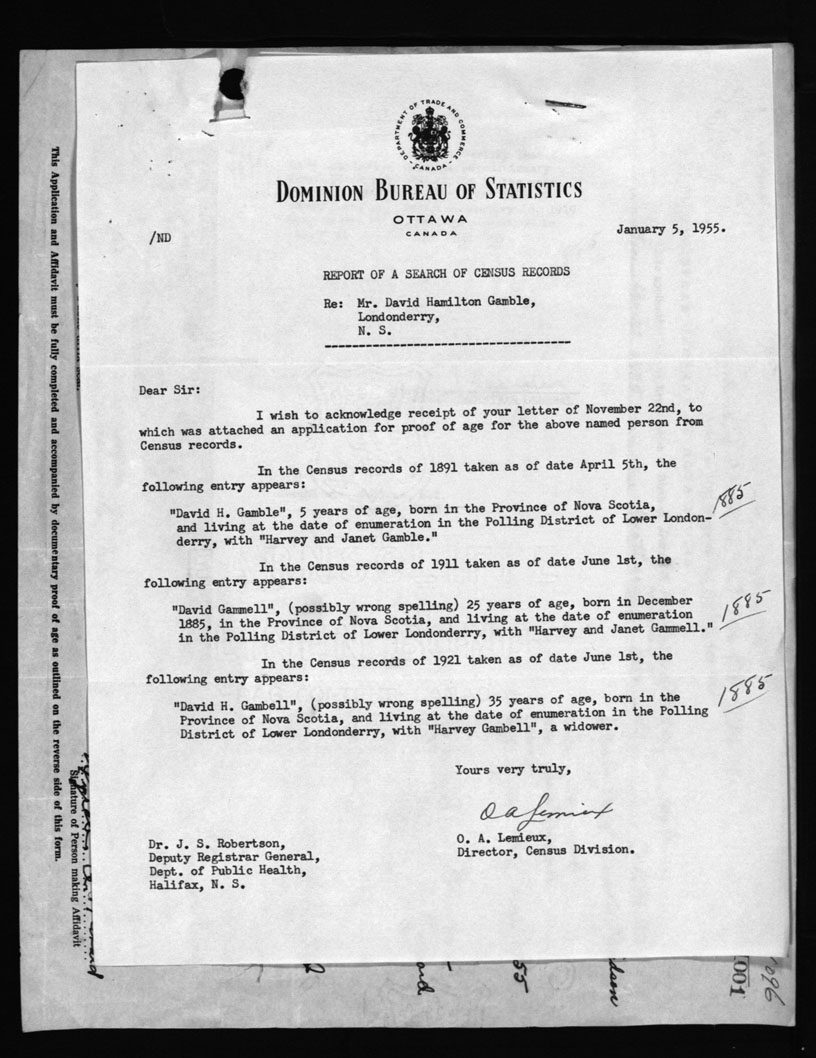 DEPARTMENT OF TRADE AND COMMERCE
CANADA
DOMINION BUREAU OF STATISTICS
OTTAWA
CANADA
/ND
January 5, 1955.
REPORT OF A SEARCH OF CENSUS RECORDS
Re: Mr. David Hamilton Gamble,
Londonderry,
N. S.
Dear Sir:
I wish to acknowledge receipt of your letter of November 22nd, to
which was attached an application for proof of age for the above named person from
Census records.
In the Census records of 1891 taken as of date April 5th, the
following entry appears:
"David H. Gamble", 5 years of age, born in the Province of Nova Scotia,
and living at the date of enumeration in the Polling District of Lower London-
derry, with "Harvey and Janet Gamble."
1885
In the Census records of 1911 taken as of date June 1st, the
following entry appears:
"David Gammell", (possibly wrong spelling) 25 years of age, born in December
1885, in the Province of Nova Scotia, and living at the date of enumeration
in the Polling District of Lower Londonderry, with "Harvey and Janet Gammell."
1885
In the Census records of 1921 taken as of date June 1st, the
following entry appears:
"David H. Gambell", (possibly wrong spelling) 35 years of age, born in the
Province of Nova Scotia, and living at the date of enumeration in the Polling
District of Lower Londonderry, with "Harvey Gambell", a widower.
1885
Yours very truly,
O A Lemieux
O. A. Lemieux,
Director, Census Division.
Dr. J. S. Robertson,
Deputy Registrar General,
Dept. of Public Health,
Halifax, N. S.
This Application and Affidavit must be fully completed and accompanied by documentary proof of age as outlined on the reverse side of this form.
Signature of Person making Affidavit
55
1001